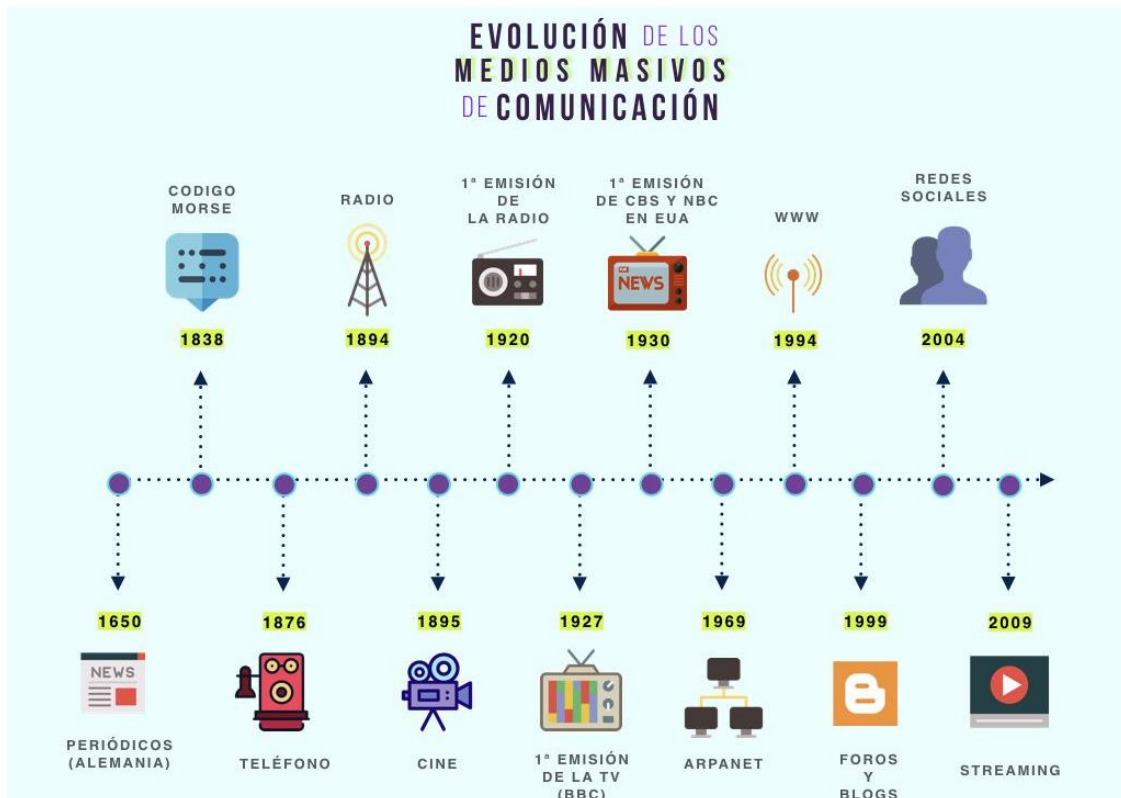 EVOLUCIÓN DE LOS
MEDIOS MASIVOS
DE COMUNICACIÓN
CODIGO
MORSE
1838
RADIO
1894
1ª EMISIÓN
DE
LA RADIO
1920
1ª EMISIÓN
DE CBS Y NBC
EN EUA
NEWS
1930
WWW
1994
REDES
SOCIALES
2004
1650
NEWS
PERIÓDICOS
(ALEMANIA)
1876
TELÉFONO
1895
CINE
1927
1ª EMISIÓN
DE LA TV
(BBC)
1969
ARPANET
1999
B
FOROS
Y
BLOGS
2009
STREAMING